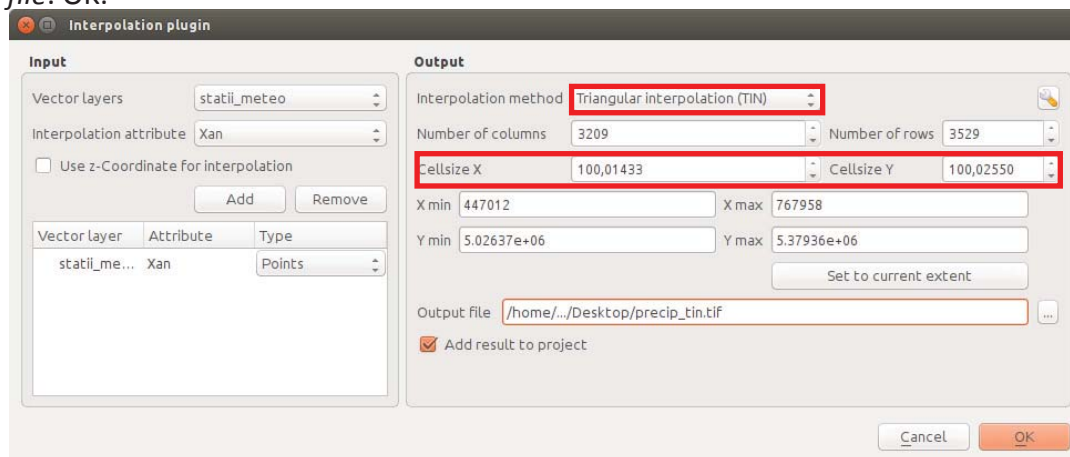 file. OK.
Interpolation plugin
Input
Vector layers statii_meteo
Interpolation attribute Xan
Use z-Coordinate for interpolation
Add Remove
Vector layer Attribute Type
statii_me... Xan Points
Output
Interpolation method Triangular interpolation (TIN)
Number of columns 3209 Number of rows 3529
Cellsize X 100,01433 Cellsize Y 100,02550
X min 447012 X max 767958
Y min 5.02637e+06 Y max 5.37936e+06
Set to current extent
Output file /home/.../Desktop/precip_tin.tif ...
Add result to project
Cancel OK